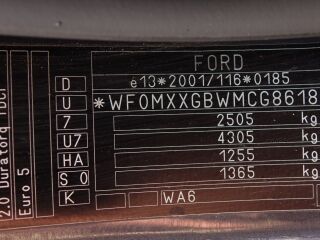 FORD
D e13*2001/116*0185
U *WF0MXXGBWMCG8618
7 2505 kg
U7 4305 kg
HA 1255 kg
S 0 1365 kg
K WA6
2.0 Duratorq TDCi
Euro 5